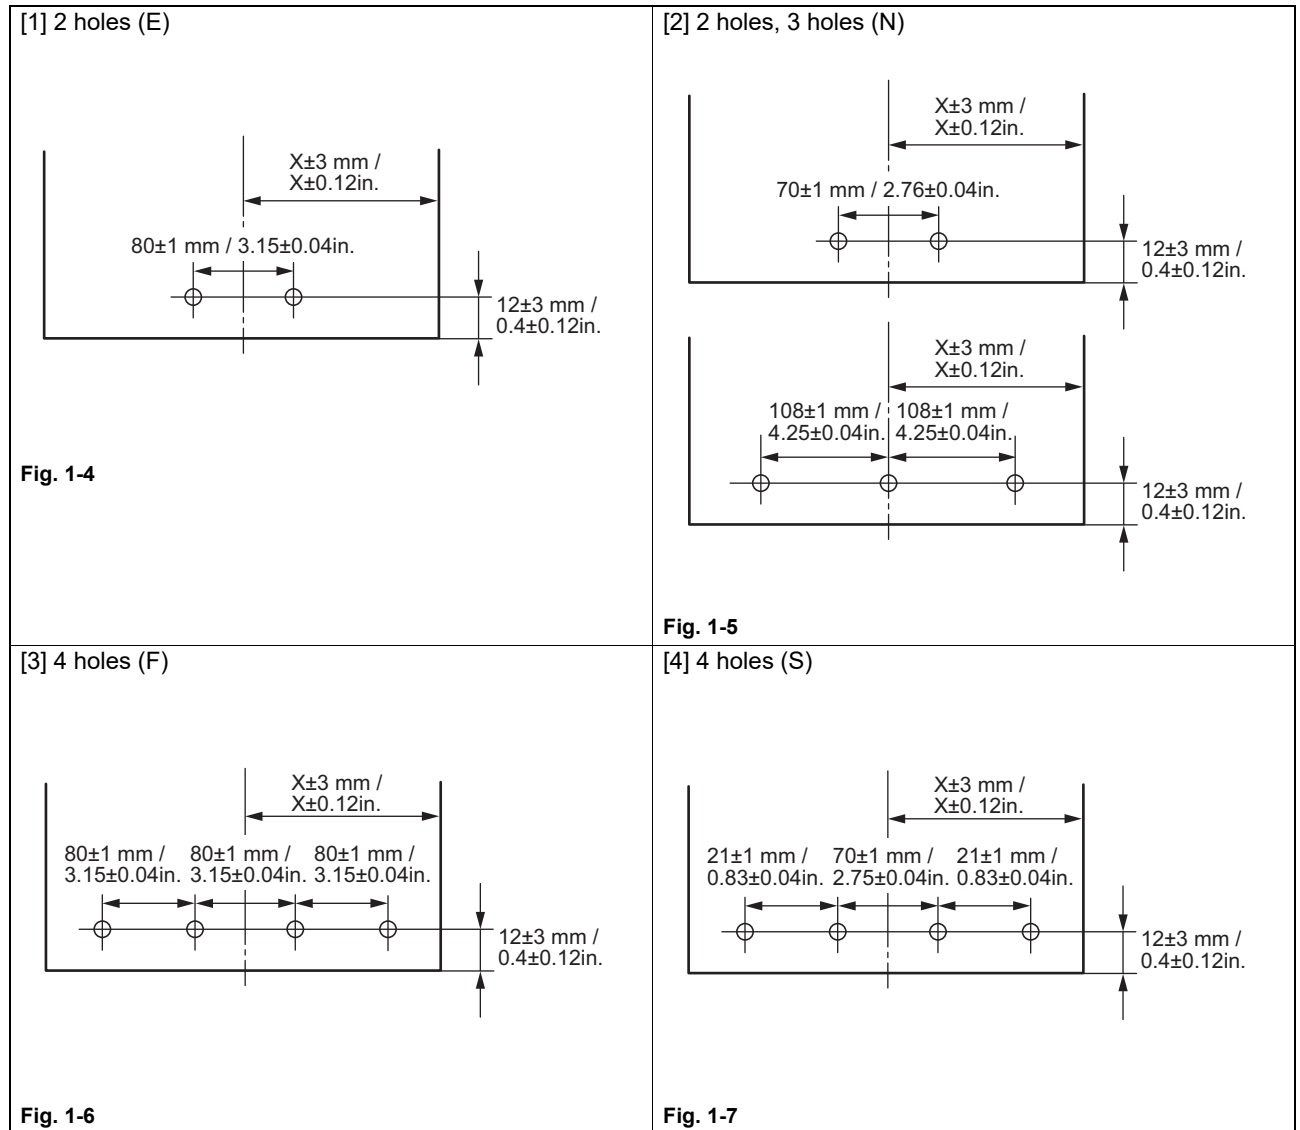 [1] 2 holes (E)
X±3 mm /
X±0.12in.
80±1 mm / 3.15±0.04in.
12±3 mm /
0.4±0.12in.
Fig. 1-4
[2] 2 holes, 3 holes (N)
X±3 mm /
X±0.12in.
70±1 mm / 2.76±0.04in.
12±3 mm /
0.4±0.12in.
X±3 mm /
X±0.12in.
108±1 mm / 108±1 mm /
4.25±0.04in. 4.25±0.04in.
12±3 mm /
0.4±0.12in.
Fig. 1-5
[3] 4 holes (F)
X±3 mm /
X±0.12in.
80±1 mm / 80±1 mm / 80±1 mm /
3.15±0.04in. 3.15±0.04in. 3.15±0.04in.
12±3 mm /
0.4±0.12in.
Fig. 1-6
[4] 4 holes (S)
X±3 mm /
X±0.12in.
21±1 mm / 70±1 mm / 21±1 mm /
0.83±0.04in. 2.75±0.04in. 0.83±0.04in.
12±3 mm /
0.4±0.12in.
Fig. 1-7